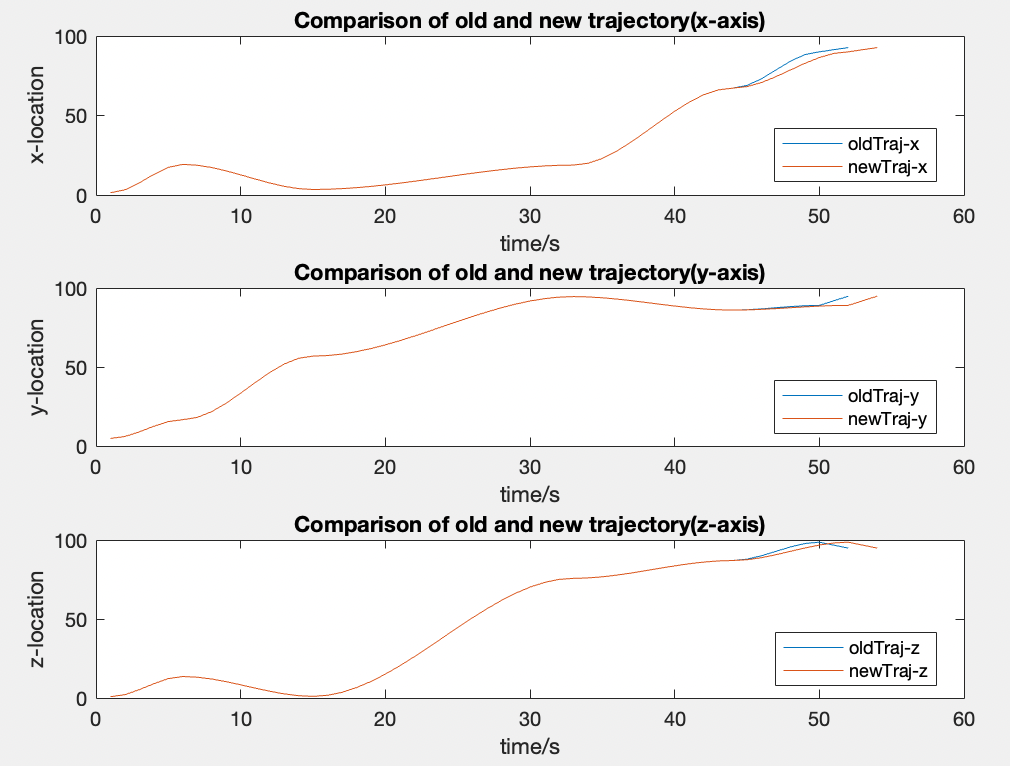 Comparison of old and new trajectory(x-axis)
100
50
0
x-location
oldTraj-x
newTraj-x
0 10 20 30 40 50 60
time/s
Comparison of old and new trajectory(y-axis)
100
50
0
y-location
oldTraj-y
newTraj-y
0 10 20 30 40 50 60
time/s
Comparison of old and new trajectory(z-axis)
100
50
0
z-location
oldTraj-z
newTraj-z
0 10 20 30 40 50 60
time/s